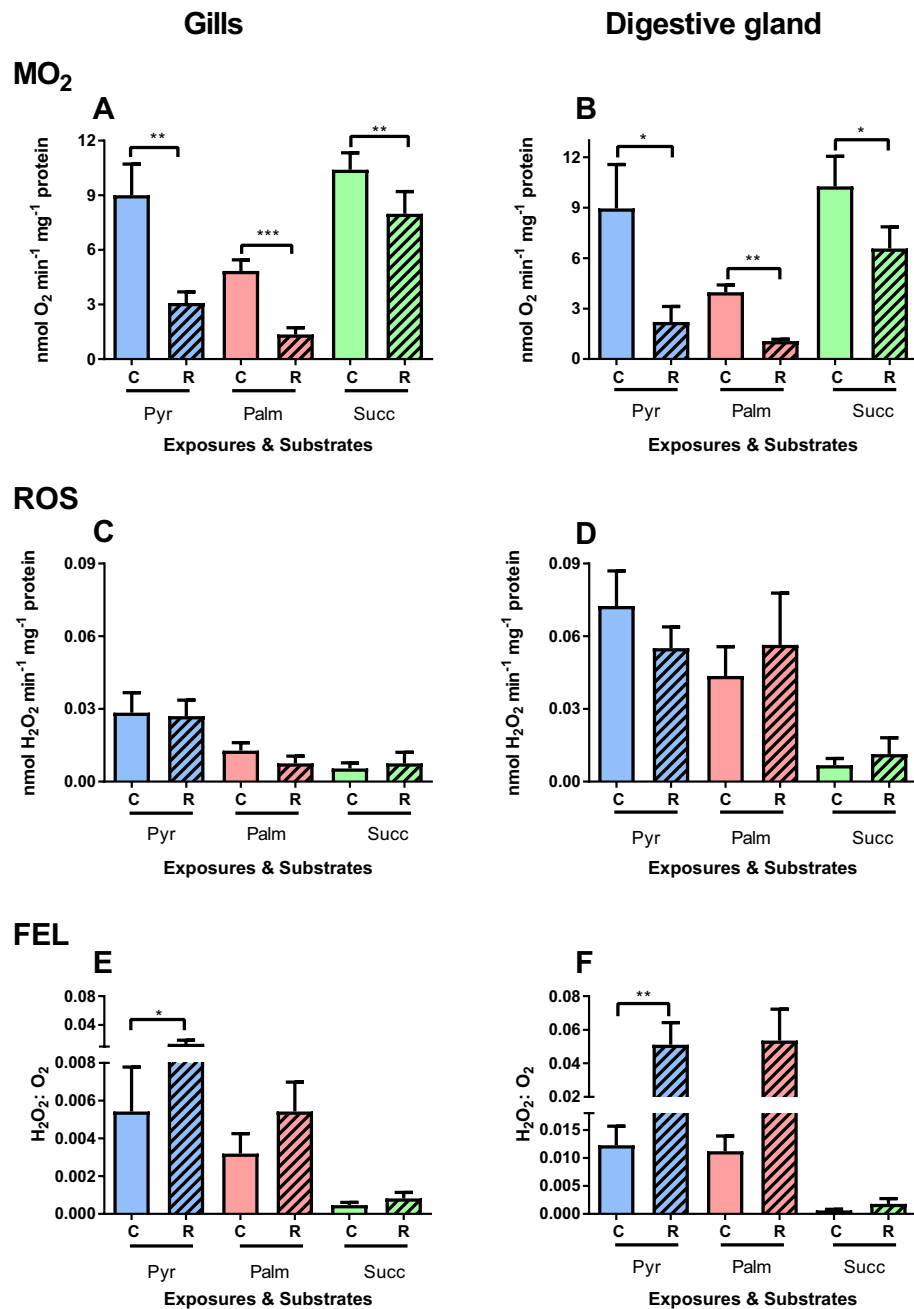 Gills Digestive gland
MO₂
A B
nmol O₂ min⁻¹ mg⁻¹ protein
12
9
6
3
0
** *** **
C R C R C R
Pyr Palm Succ
Exposures & Substrates
nmol O₂ min⁻¹ mg⁻¹ protein
12
9
6
3
0
* ** *
C R C R C R
Pyr Palm Succ
Exposures & Substrates
ROS
C D
nmol H₂O₂ min⁻¹ mg⁻¹ protein
0.09
0.06
0.03
0.00
C R C R C R
Pyr Palm Succ
Exposures & Substrates
nmol H₂O₂ min⁻¹ mg⁻¹ protein
0.09
0.06
0.03
0.00
C R C R C R
Pyr Palm Succ
Exposures & Substrates
FEL
E F
H₂O₂: O₂
0.08
0.04
0.008
0.006
0.004
0.002
0.000
*
C R C R C R
Pyr Palm Succ
Exposures & Substrates
H₂O₂: O₂
0.08
0.06
0.04
0.02
0.015
0.010
0.005
0.000
**
C R C R C R
Pyr Palm Succ
Exposures & Substrates